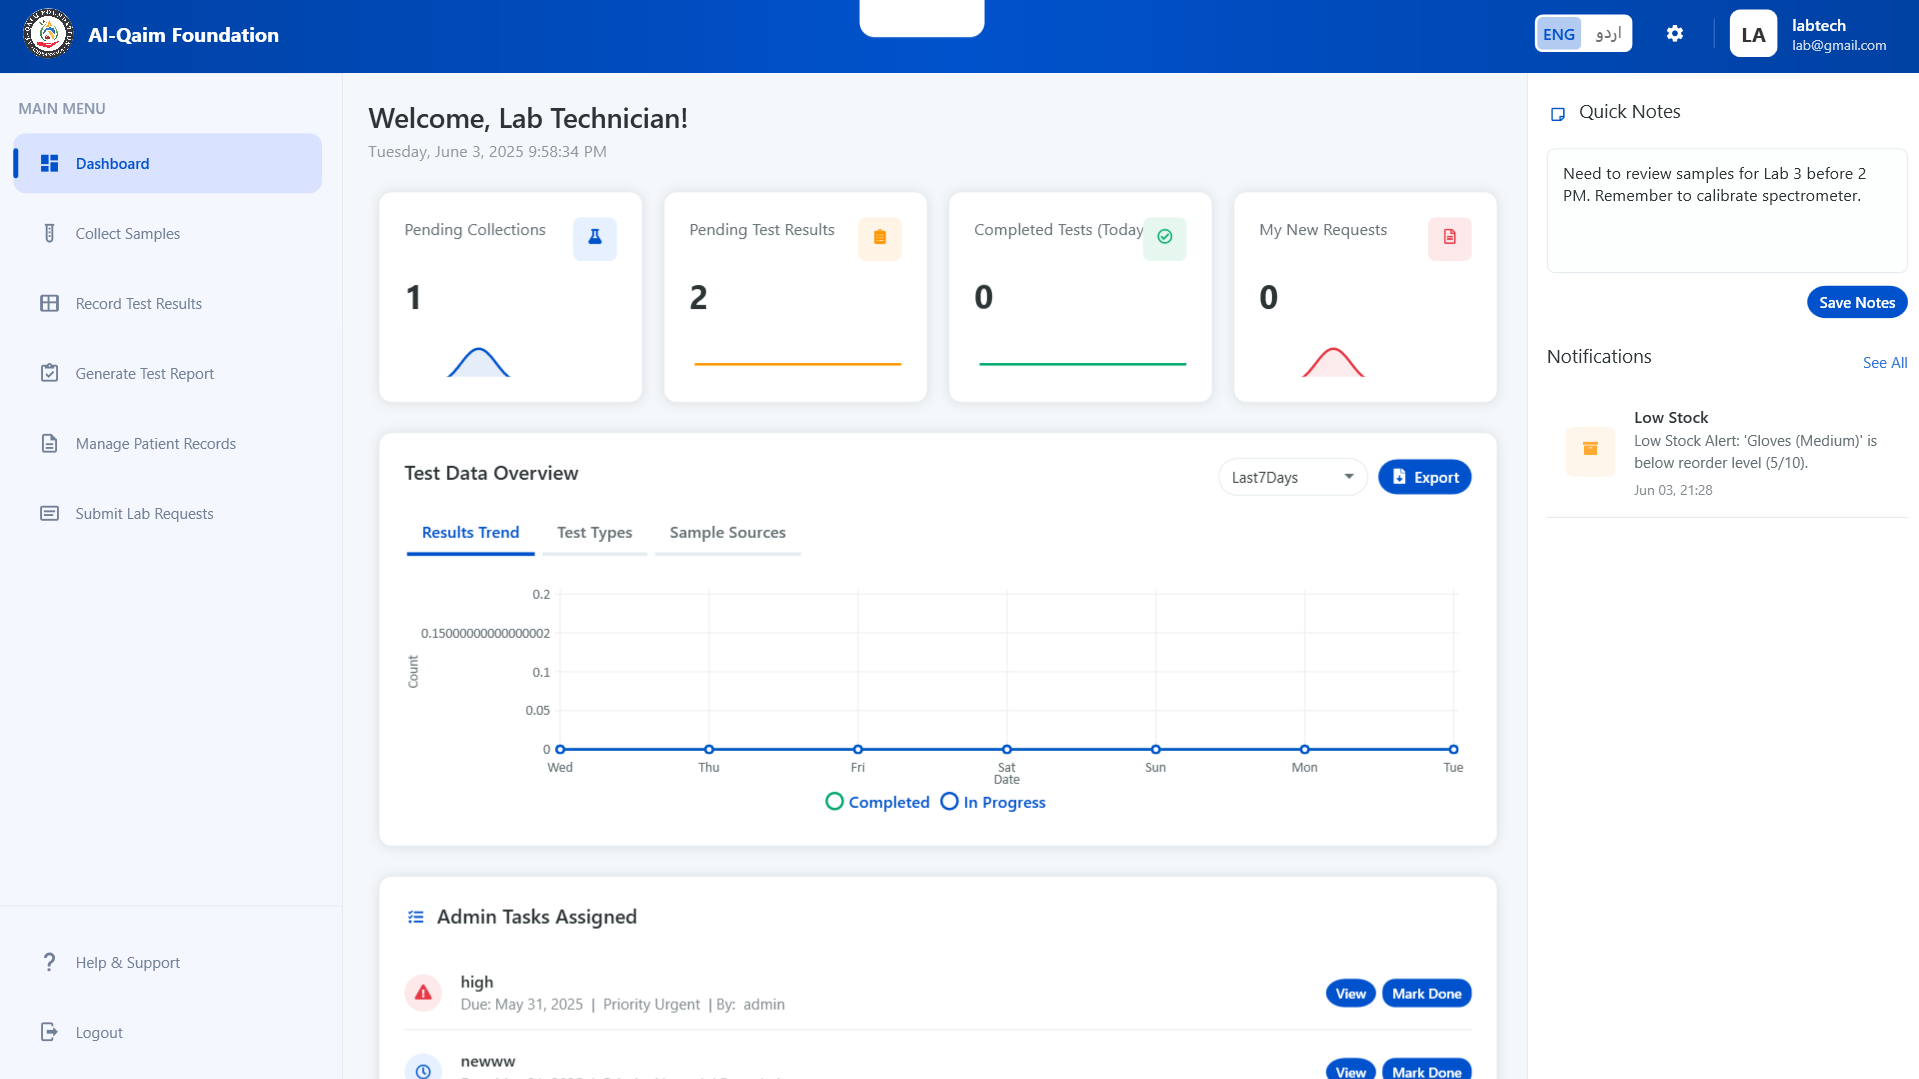 Al-Qaim Foundation
ENG
اردو
LA
labtech
lab@gmail.com
MAIN MENU
Dashboard
Collect Samples
Record Test Results
Generate Test Report
Manage Patient Records
Submit Lab Requests
Help & Support
Logout
Welcome, Lab Technician!
Tuesday, June 3, 2025 9:58:34 PM
Pending Collections
1
Pending Test Results
2
Completed Tests (Today
0
My New Requests
0
Test Data Overview
Last7Days
Export
Results Trend
Test Types
Sample Sources
0.2
0.15000000000000002
0.1
0.05
0
Count
Wed
Thu
Fri
Sat
Sun
Mon
Tue
Date
Completed
In Progress
Admin Tasks Assigned
high
Due: May 31, 2025 | Priority Urgent | By: admin
View
Mark Done
newww
View
Mark Done
Quick Notes
Need to review samples for Lab 3 before 2
PM. Remember to calibrate spectrometer.
Save Notes
Notifications
See All
Low Stock
Low Stock Alert: 'Gloves (Medium)' is
below reorder level (5/10).
Jun 03, 21:28